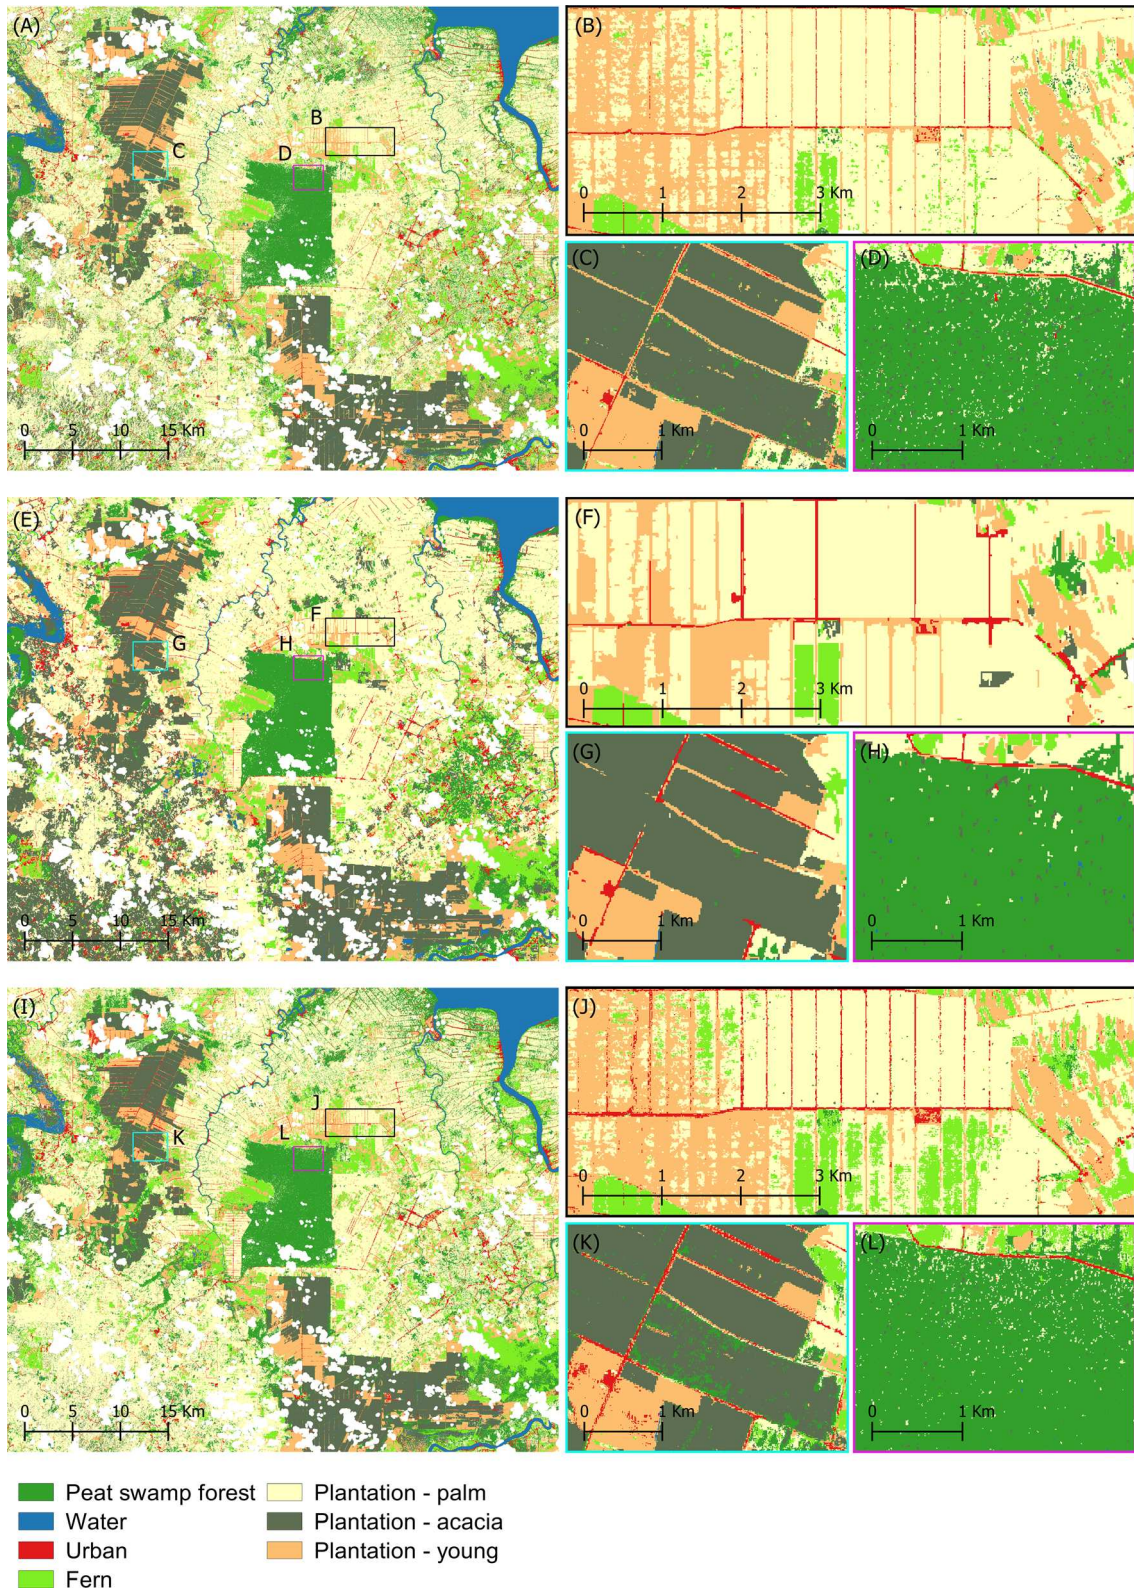 (A)
B
C
D
0 5 10 15 Km
(B)
0 1 2 3 Km
(C)
0 1 Km
(D)
0 1 Km
(E)
F
G
H
0 5 10 15 Km
(F)
0 1 2 3 Km
(G)
0 1 Km
(H)
0 1 Km
(I)
J
K
L
0 5 10 15 Km
(J)
0 1 2 3 Km
(K)
0 1 Km
(L)
0 1 Km
Peat swamp forest
Water
Urban
Fern
Plantation - palm
Plantation - acacia
Plantation - young